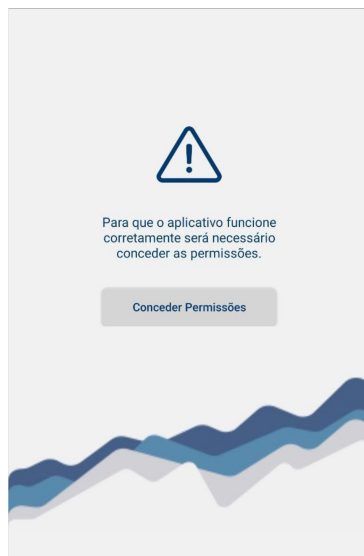 Para que o aplicativo funcione
corretamente será necessário
conceder as permissões.
Conceder Permissões